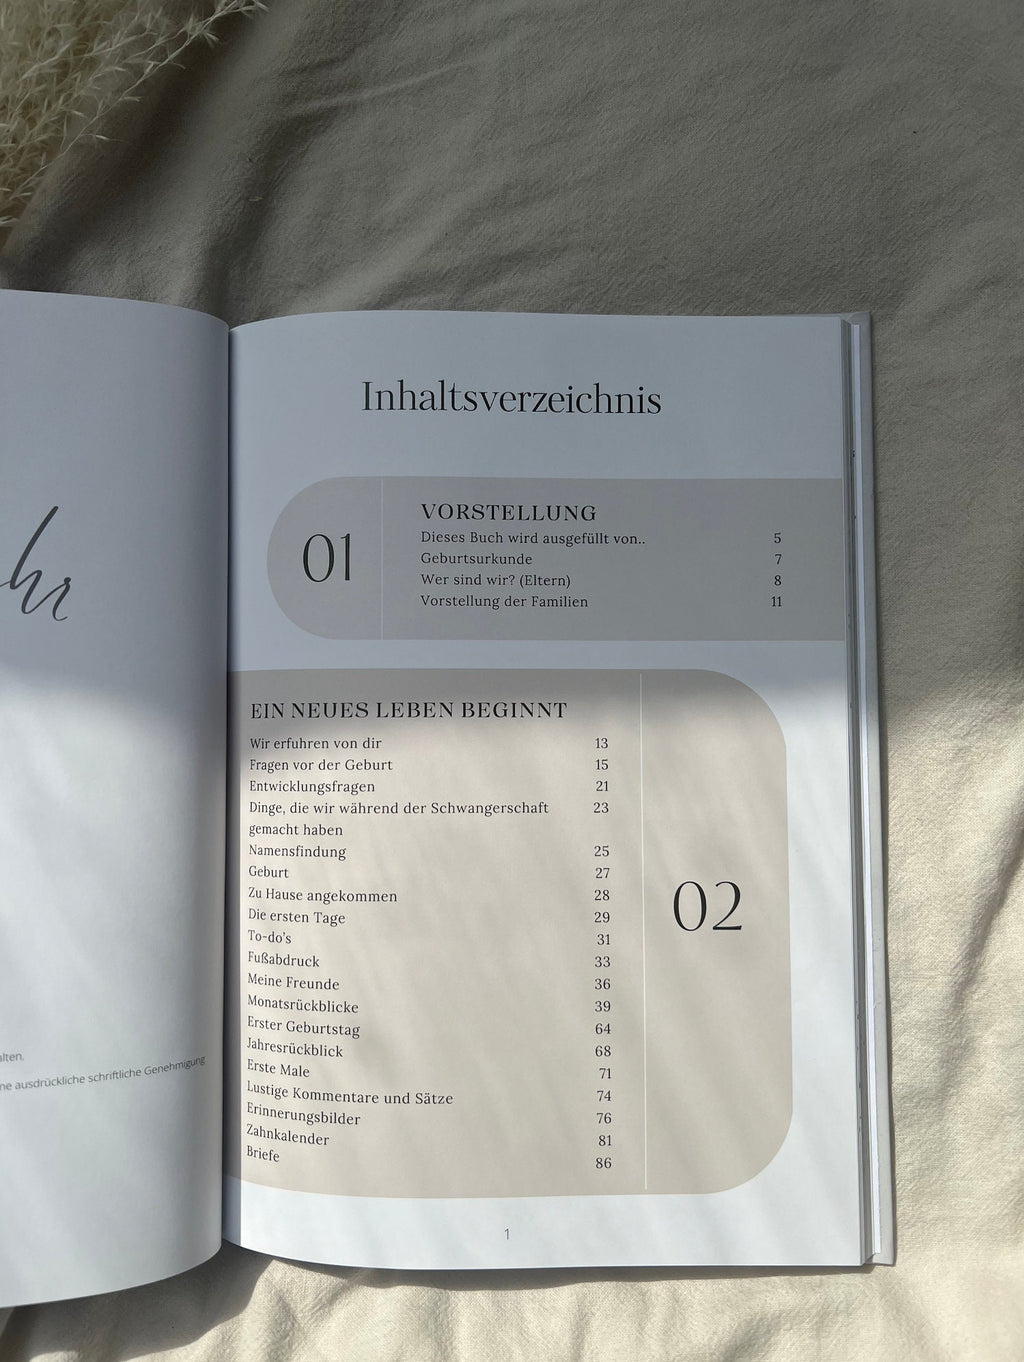 hr
alten.
ne ausdrückliche schriftliche Genehmigung
Inhaltsverzeichnis
01
VORSTELLUNG
Dieses Buch wird ausgefüllt von.. 5
Geburtsurkunde 7
Wer sind wir? (Eltern) 8
Vorstellung der Familien 11
EIN NEUES LEBEN BEGINNT
Wir erfuhren von dir 13
Fragen vor der Geburt 15
Entwicklungsfragen 21
Dinge, die wir während der Schwangerschaft 23
gemacht haben
Namensfindung 25
Geburt 27
Zu Hause angekommen 28
Die ersten Tage 29
To-do's 31
Fußabdruck 33
Meine Freunde 36
Monatsrückblicke 39
Erster Geburtstag 64
Jahresrückblick 68
Erste Male 71
Lustige Kommentare und Sätze 74
Erinnerungsbilder 76
Zahnkalender 81
Briefe 86
02
1